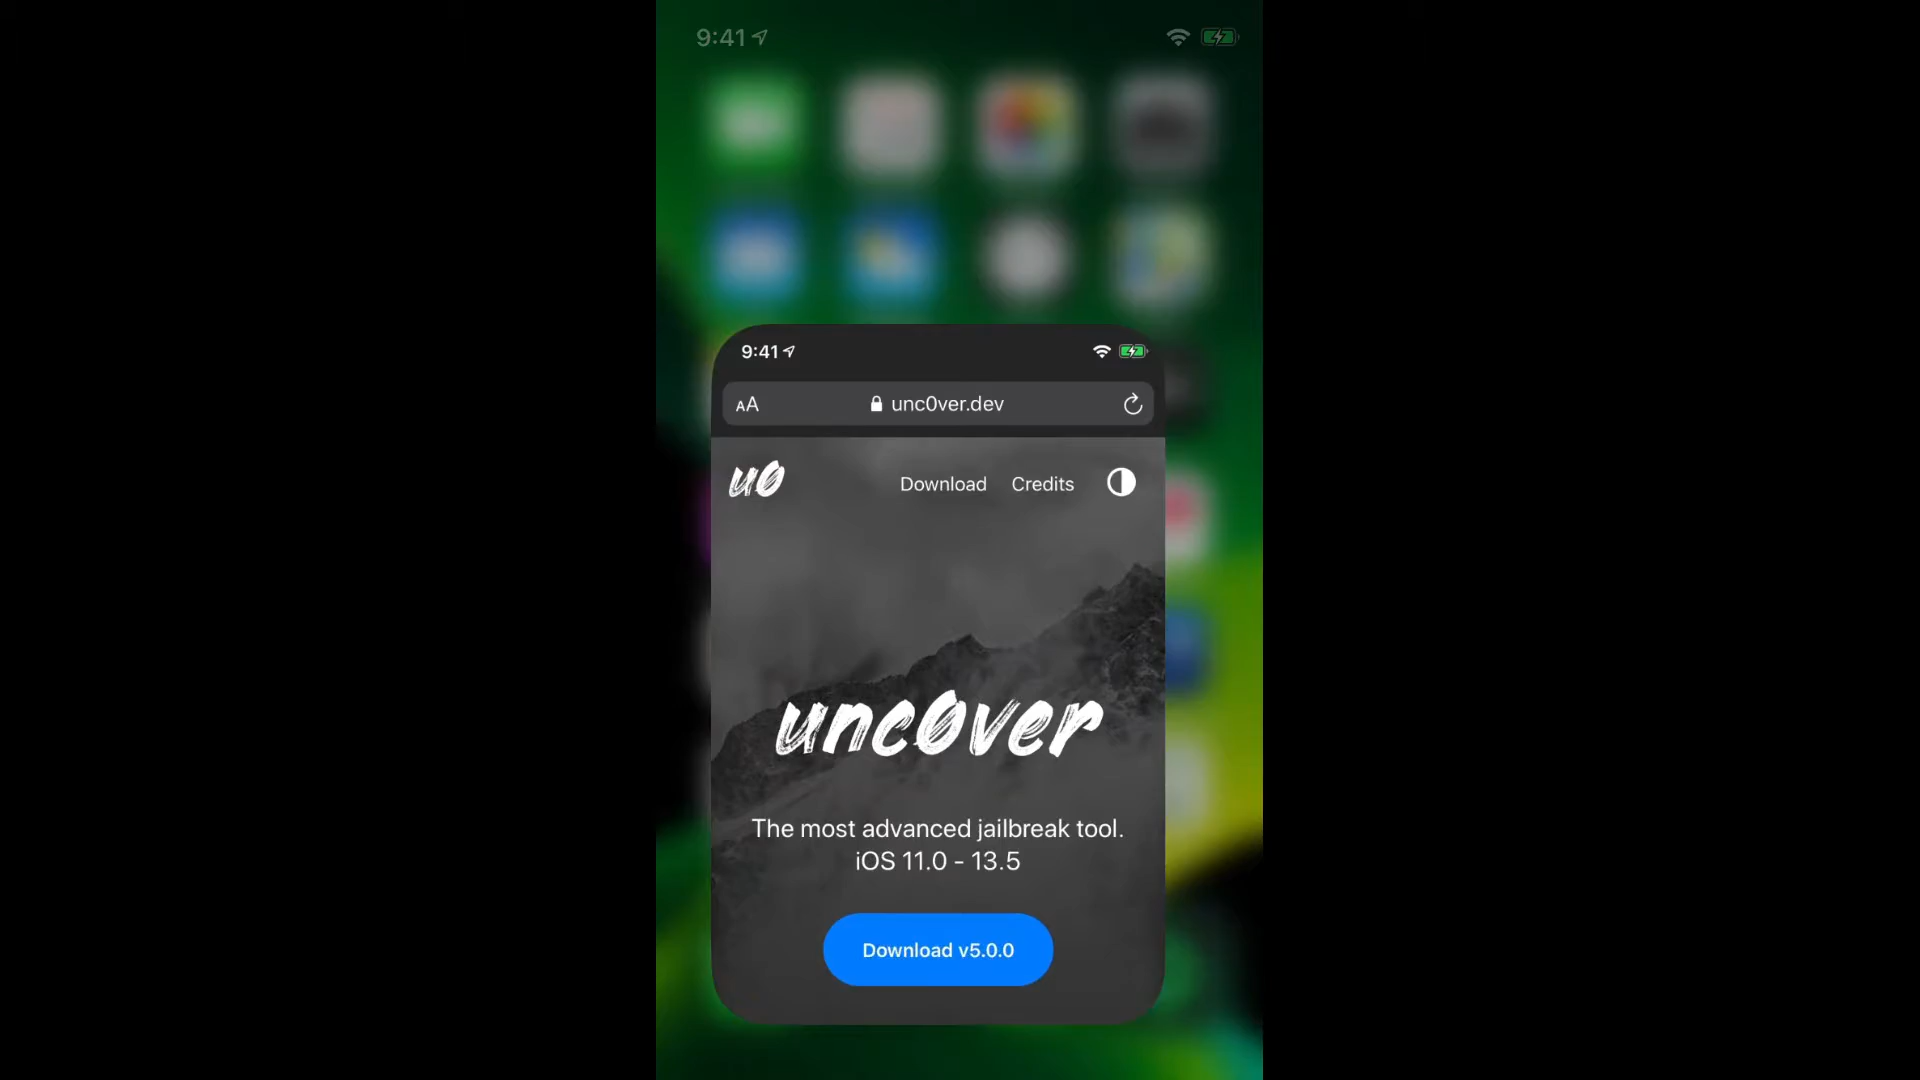 9:41
9:41
AA unc0ver.dev
u0 Download Credits
unc0ver
The most advanced jailbreak tool.
iOS 11.0 - 13.5
Download v5.0.0